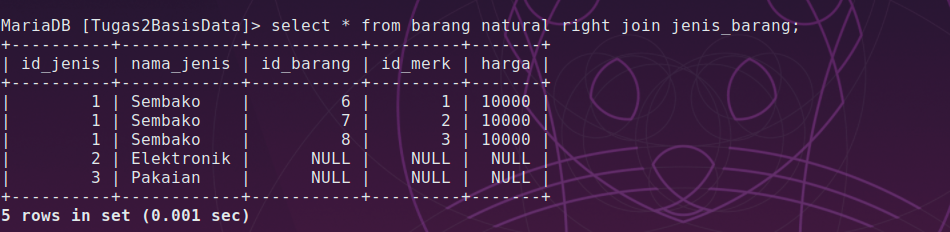 MariaDB [Tugas2BasisData]> select * from barang natural right join jenis_barang;
+----------+------------+-----------+---------+-------+
| id_jenis | nama_jenis | id_barang | id_merk | harga |
+----------+------------+-----------+---------+-------+
|        1 | Sembako    |         6 |       1 | 10000 |
|        1 | Sembako    |         7 |       2 | 10000 |
|        1 | Sembako    |         8 |       3 | 10000 |
|        2 | Elektronik |      NULL |    NULL |  NULL |
|        3 | Pakaian    |      NULL |    NULL |  NULL |
+----------+------------+-----------+---------+-------+
5 rows in set (0.001 sec)